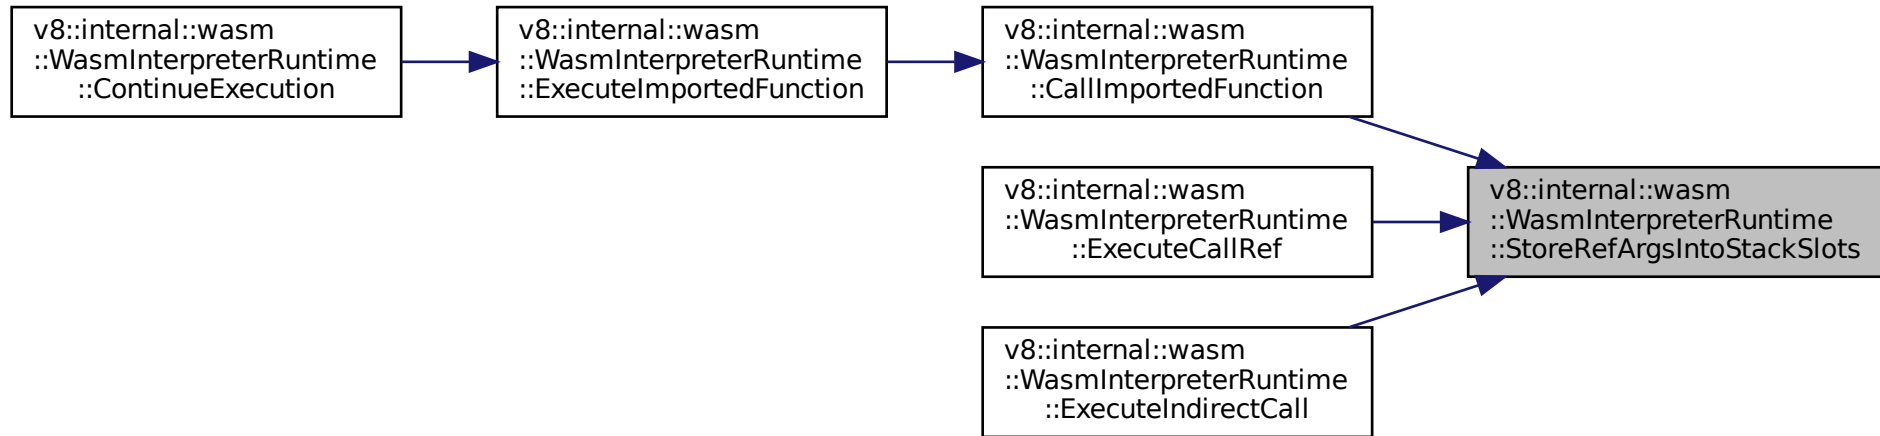 v8::internal::wasm
::WasmInterpreterRuntime
::ContinueExecution
v8::internal::wasm
::WasmInterpreterRuntime
::ExecuteImportedFunction
v8::internal::wasm
::WasmInterpreterRuntime
::CallImportedFunction
v8::internal::wasm
::WasmInterpreterRuntime
::ExecuteCallRef
v8::internal::wasm
::WasmInterpreterRuntime
::StoreRefArgsIntoStackSlots
v8::internal::wasm
::WasmInterpreterRuntime
::ExecuteIndirectCall